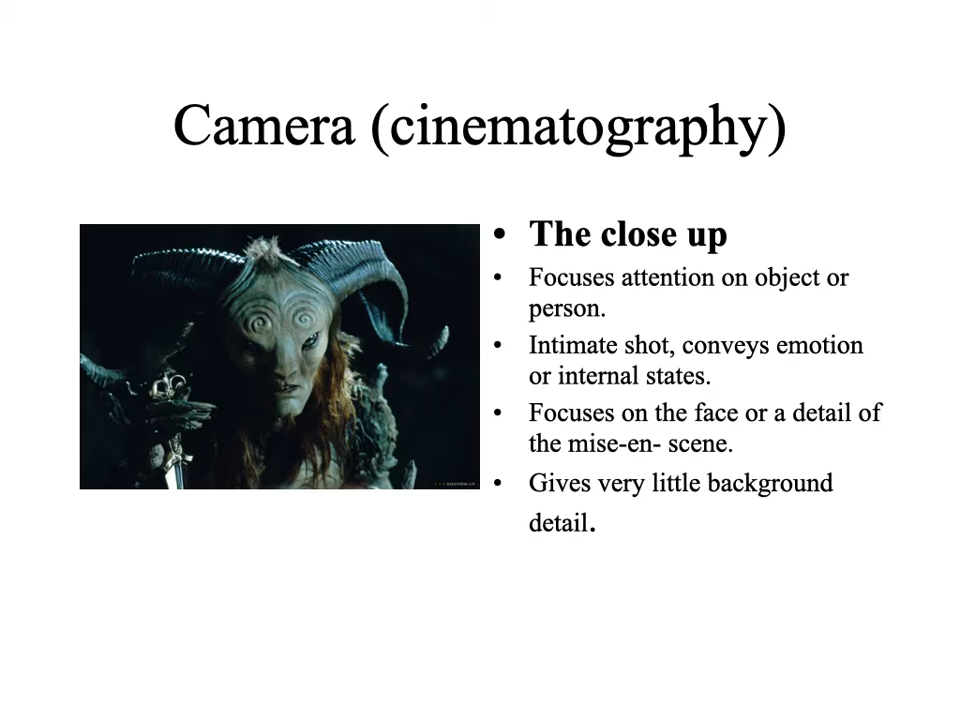 Camera (cinematography)
• The close up
• Focuses attention on object or
person.
• Intimate shot, conveys emotion
or internal states.
• Focuses on the face or a detail of
the mise-en- scene.
• Gives very little background
detail.